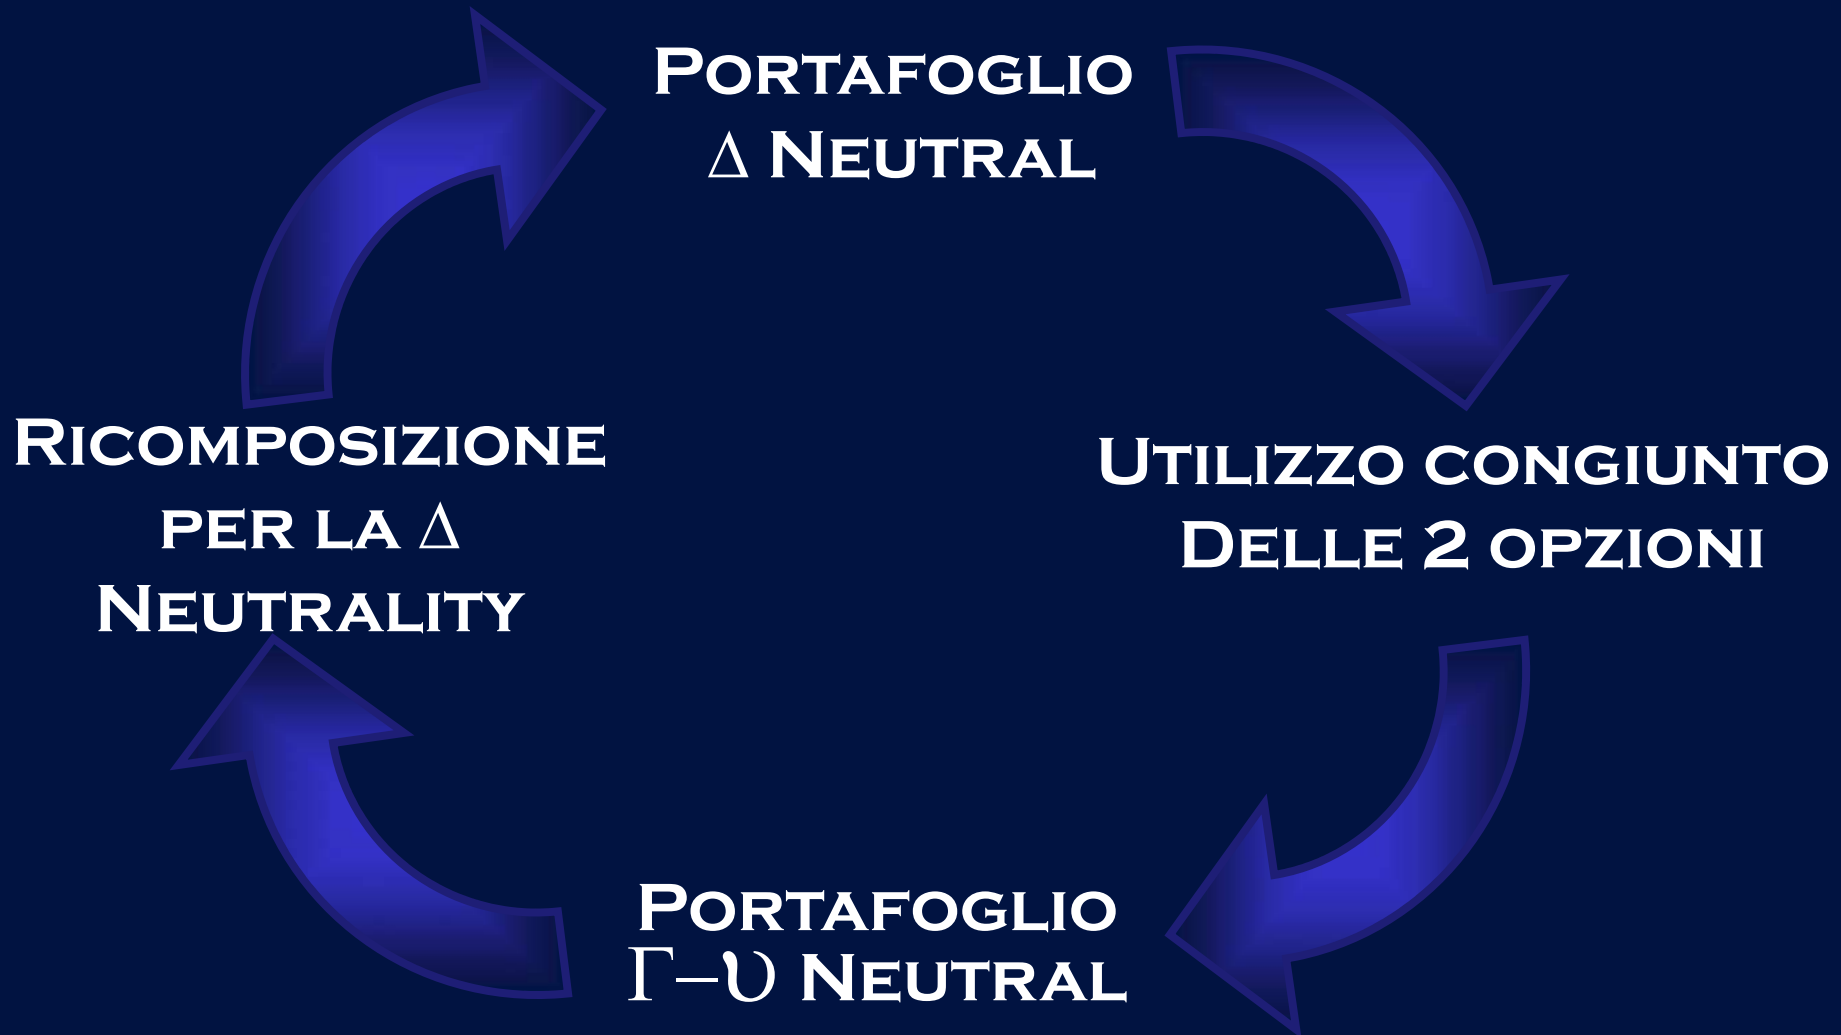 Portafoglio
Δ Neutral
Utilizzo congiunto
Delle 2 opzioni
Portafoglio
Γ–υ Neutral
Ricomposizione
per la Δ
Neutrality